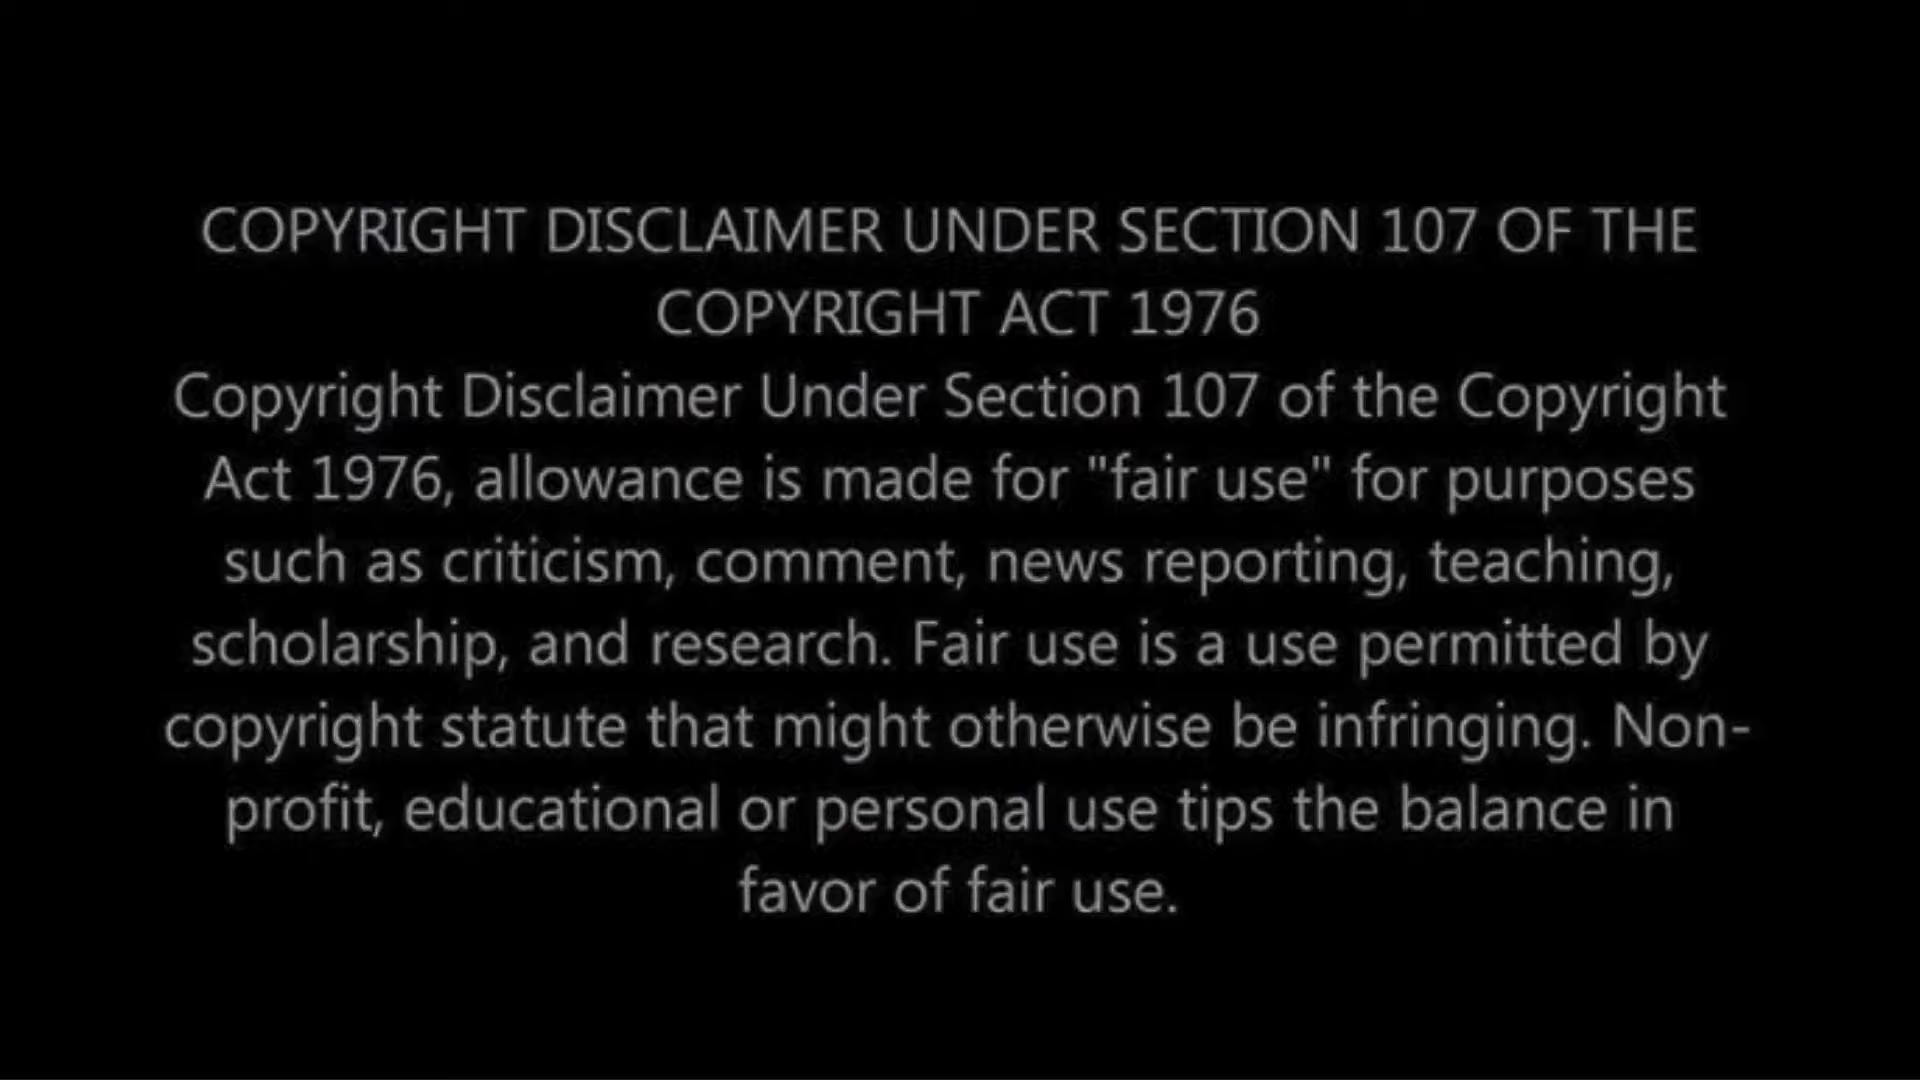 COPYRIGHT DISCLAIMER UNDER SECTION 107 OF THE
COPYRIGHT ACT 1976
Copyright Disclaimer Under Section 107 of the Copyright
Act 1976, allowance is made for "fair use" for purposes
such as criticism, comment, news reporting, teaching,
scholarship, and research. Fair use is a use permitted by
copyright statute that might otherwise be infringing. Non-
profit, educational or personal use tips the balance in
favor of fair use.